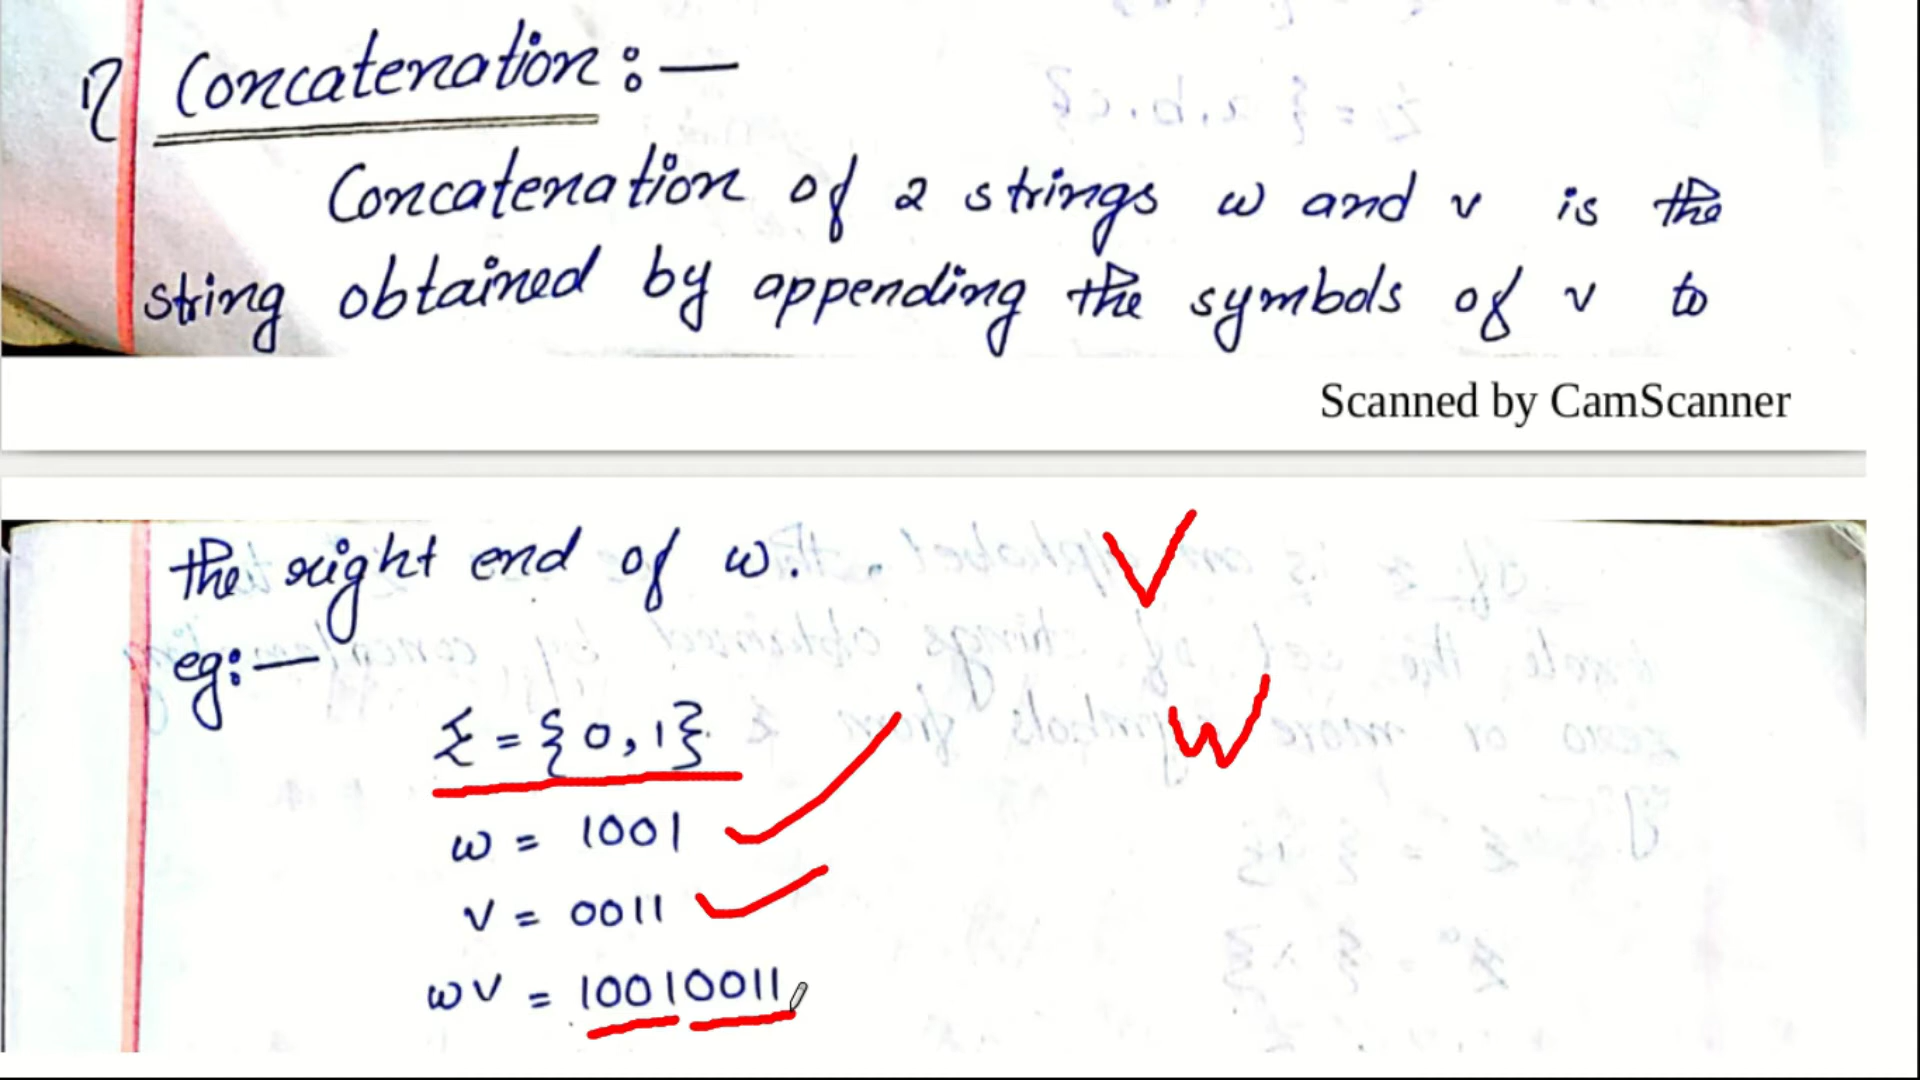 1) Concatenation :-
Concatenation of 2 strings w and v is the
string obtained by appending the symbols of v to
Scanned by CamScanner
the right end of w.
V
eg:-
W
Σ = {0,1}
w = 1001
v = 0011
wv = 10010011